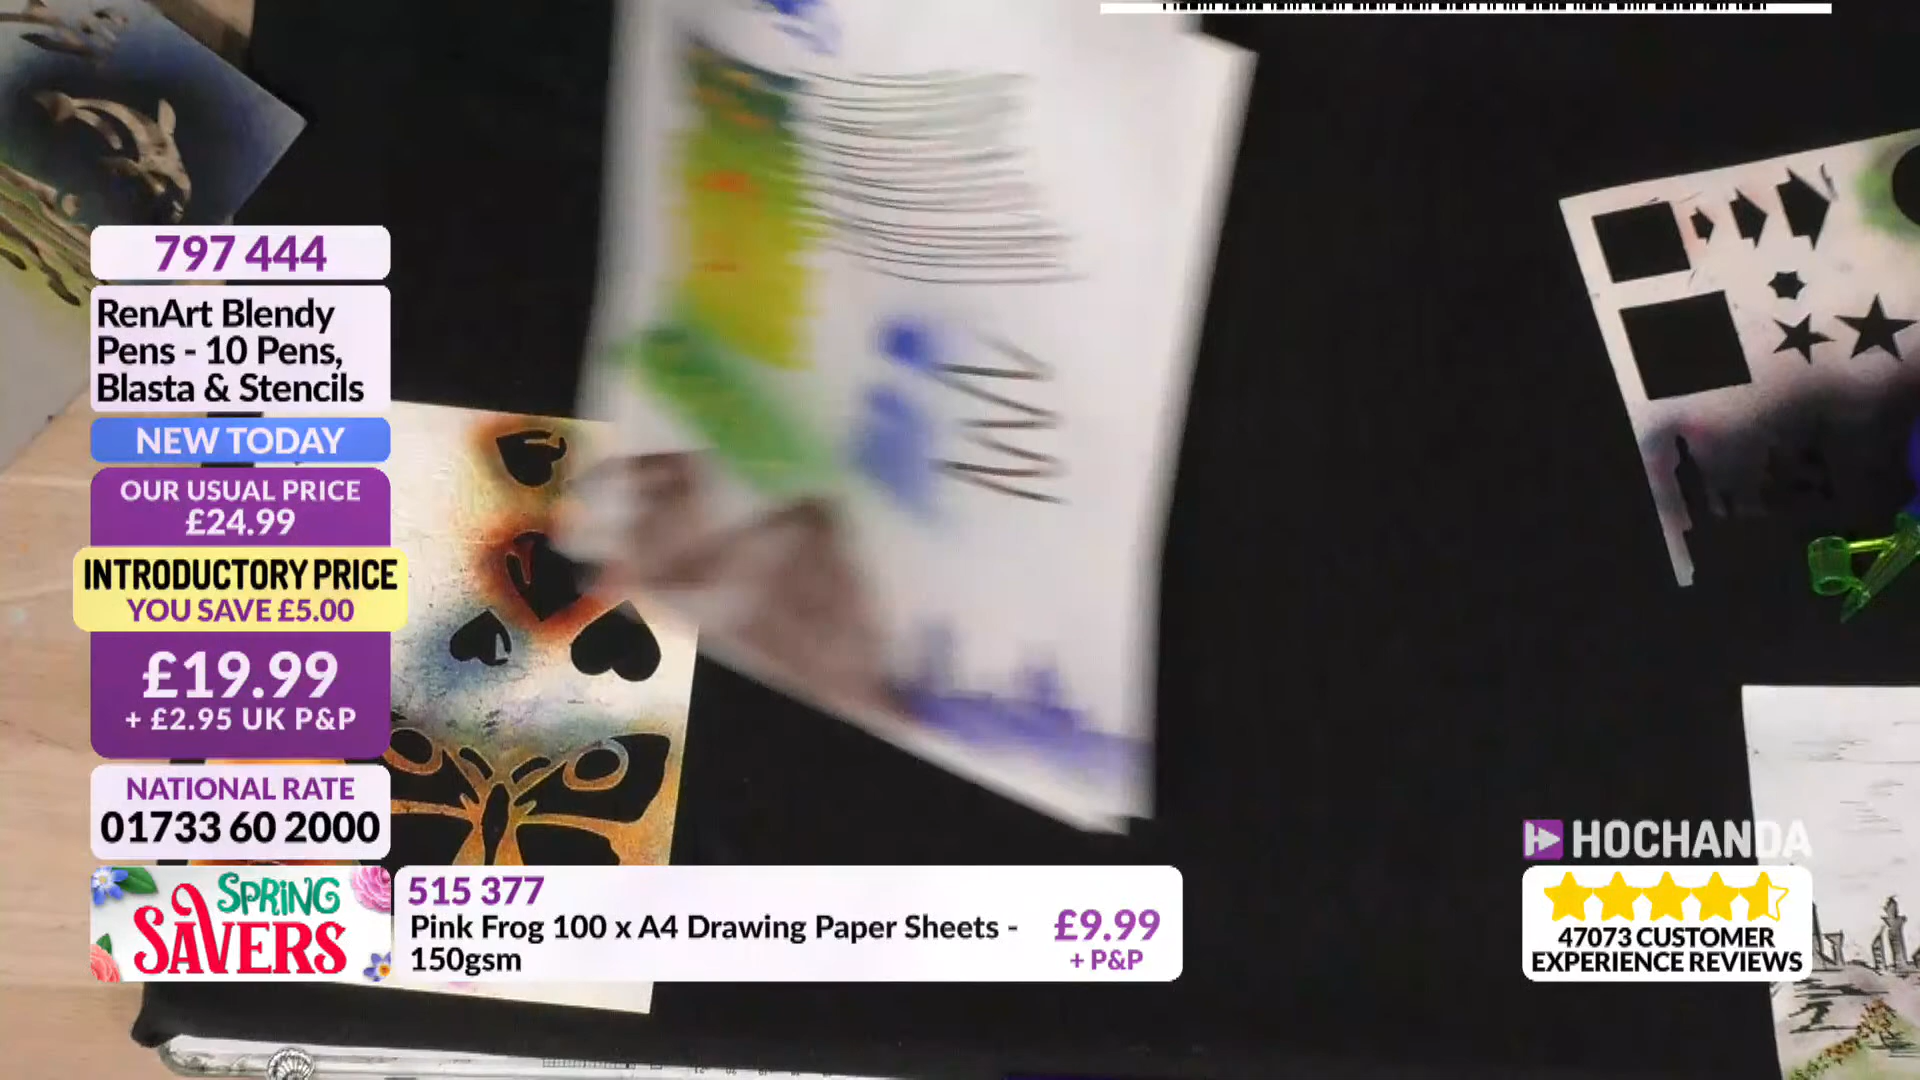 797 444
RenArt Blendy
Pens - 10 Pens,
Blasta & Stencils
NEW TODAY
OUR USUAL PRICE
£24.99
INTRODUCTORY PRICE
YOU SAVE £5.00
£19.99
+ £2.95 UK P&P
NATIONAL RATE
01733 60 2000
SPRING
SAVERS
515 377
Pink Frog 100 x A4 Drawing Paper Sheets -
150gsm
£9.99
+ P&P
HOCHANDA
47073 CUSTOMER
EXPERIENCE REVIEWS